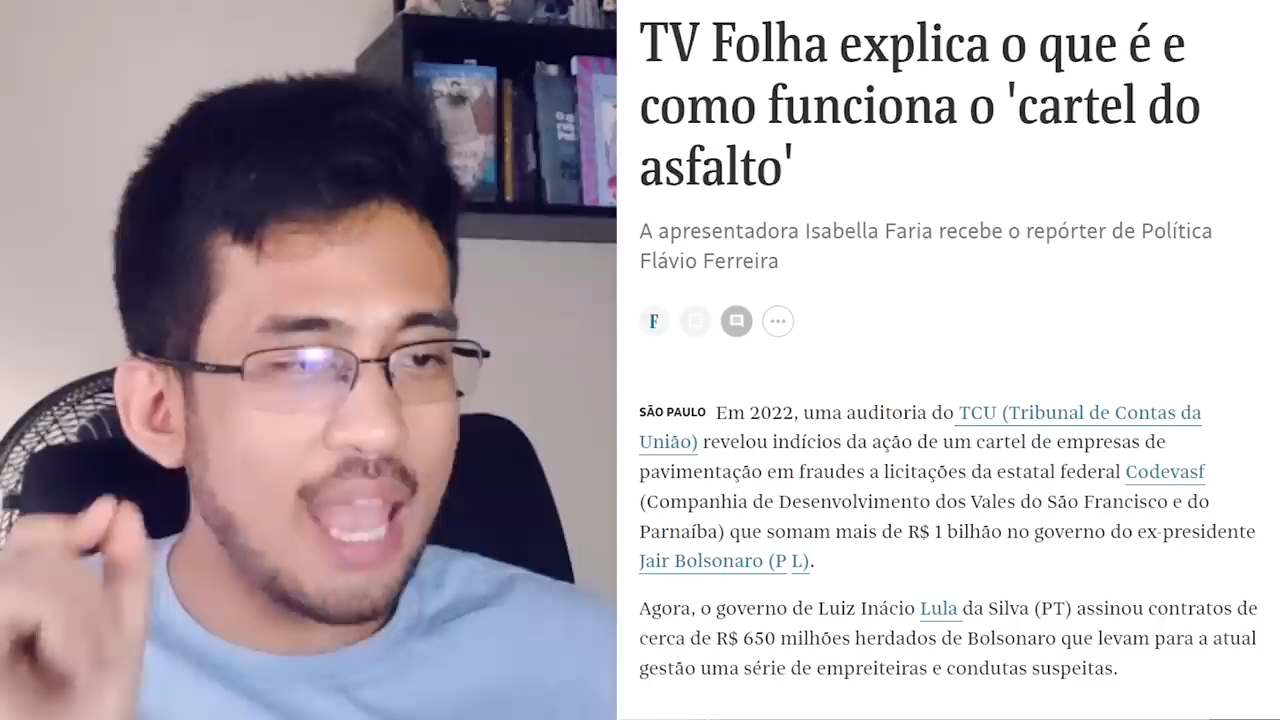 TV Folha explica o que é e
como funciona o 'cartel do
asfalto'
A apresentadora Isabella Faria recebe o repórter de Política
Flávio Ferreira
F
SÃO PAULO Em 2022, uma auditoria do TCU (Tribunal de Contas da
União) revelou indícios da ação de um cartel de empresas de
pavimentação em fraudes a licitações da estatal federal Codevasf
(Companhia de Desenvolvimento dos Vales do São Francisco e do
Parnaíba) que somam mais de R$ 1 bilhão no governo do ex-presidente
Jair Bolsonaro (P L).
Agora, o governo de Luiz Inácio Lula da Silva (PT) assinou contratos de
cerca de R$ 650 milhões herdados de Bolsonaro que levam para a atual
gestão uma série de empreiteiras e condutas suspeitas.